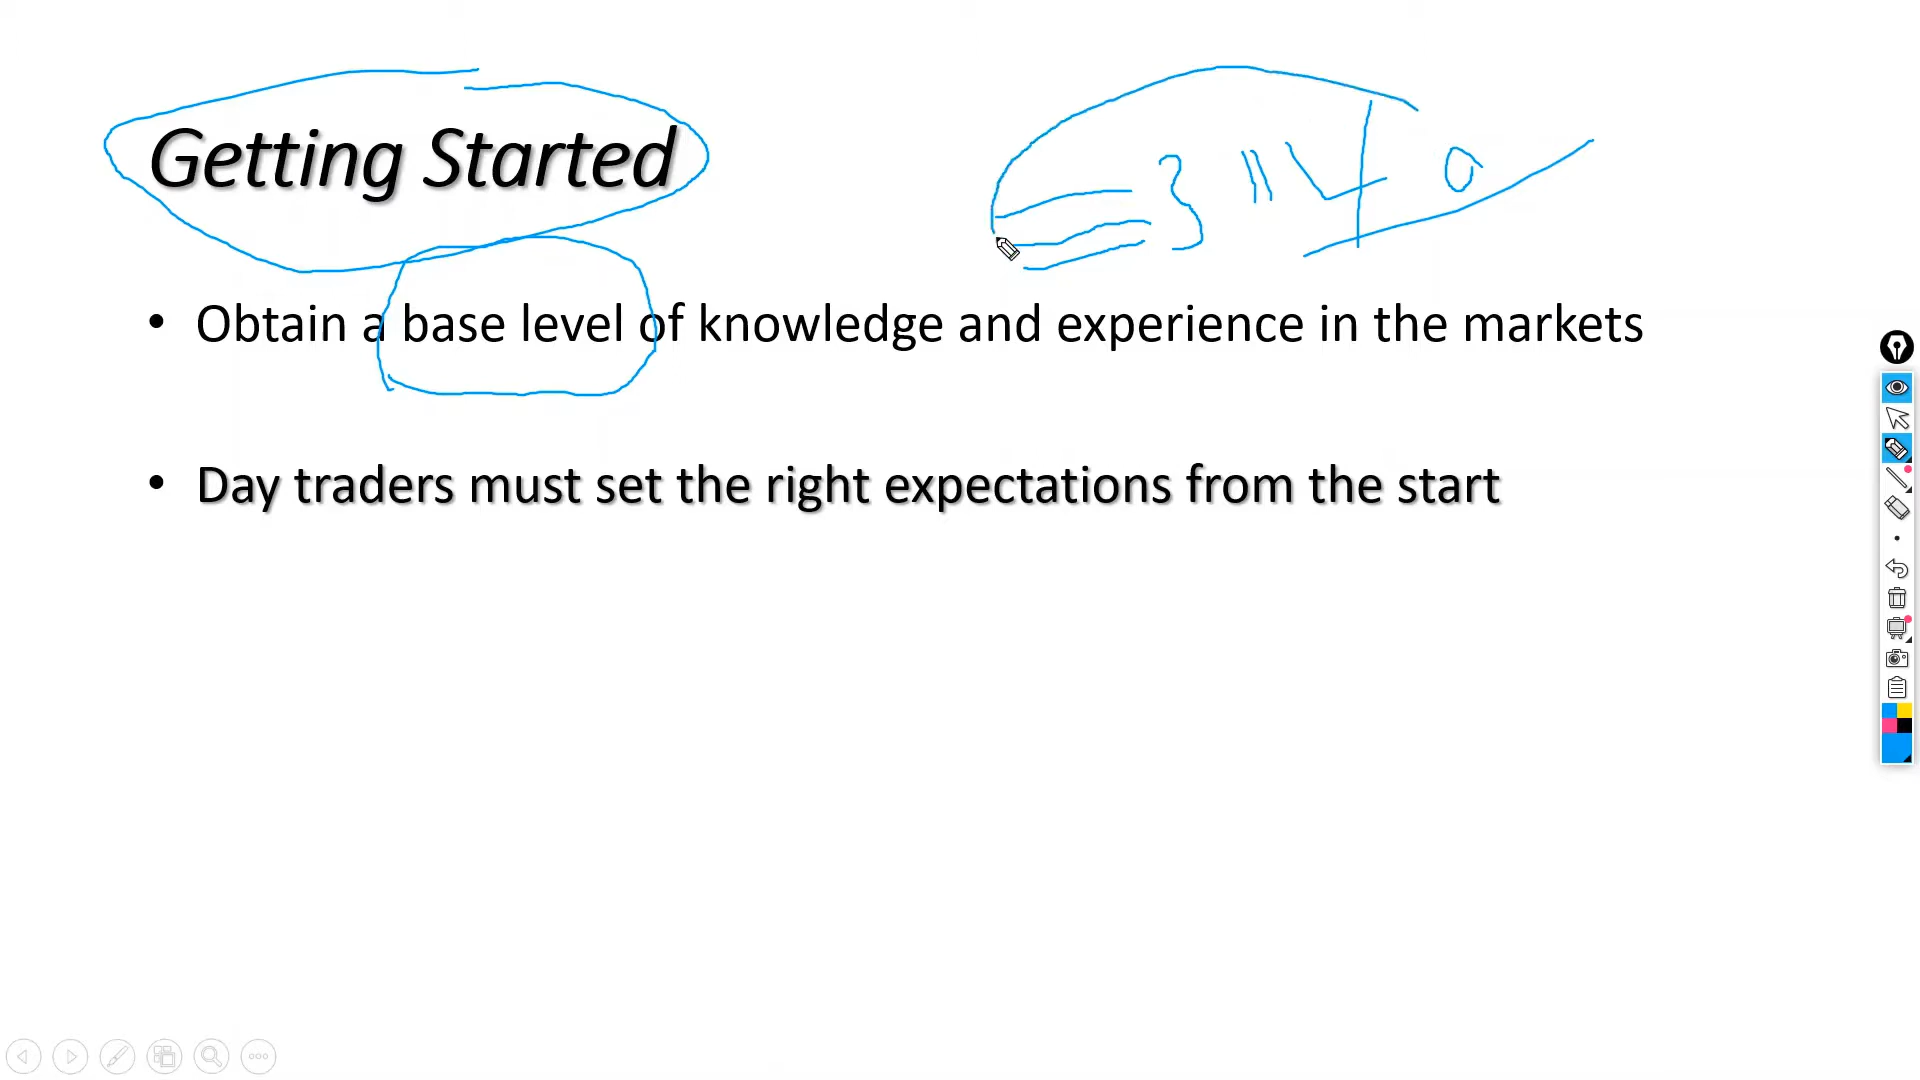 Getting Started
• Obtain a base level of knowledge and experience in the markets
• Day traders must set the right expectations from the start